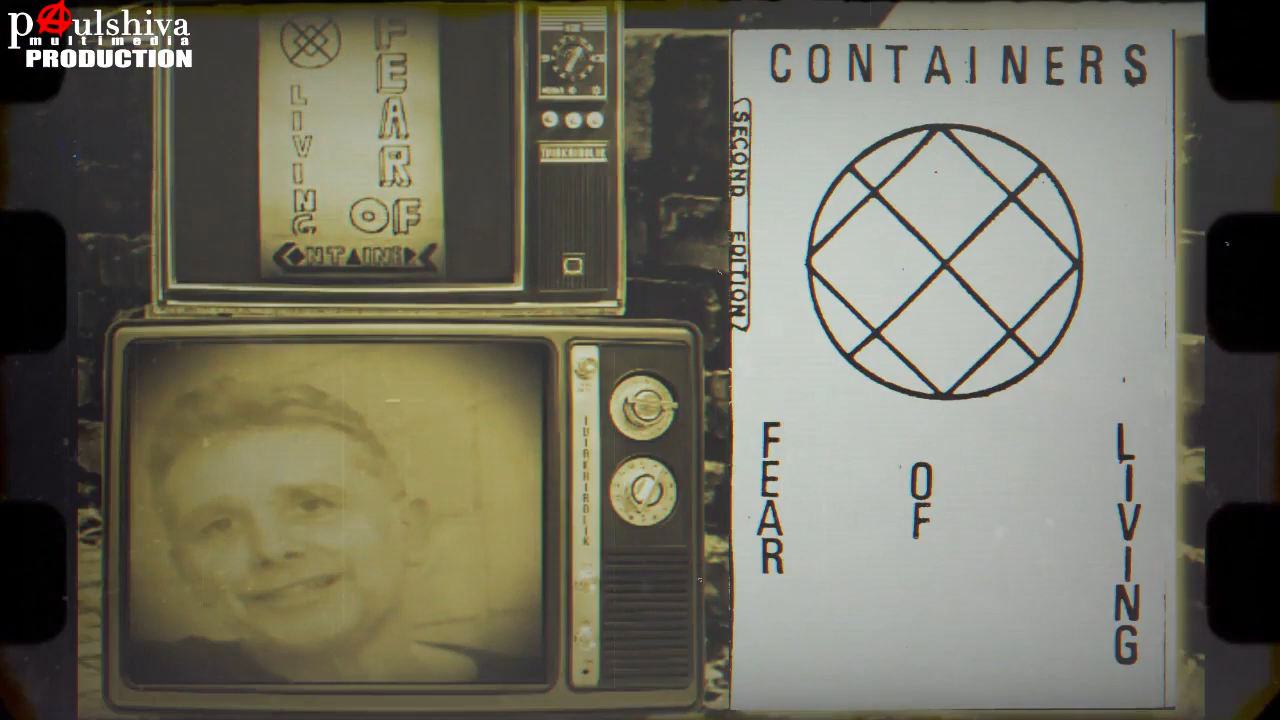 pAulshiva
multimedia
PRODUCTION
FEAR
OF
LIVING
CONTAINERS
CONTAINERS
SECOND EDITION
FEAR
OF
LIVING